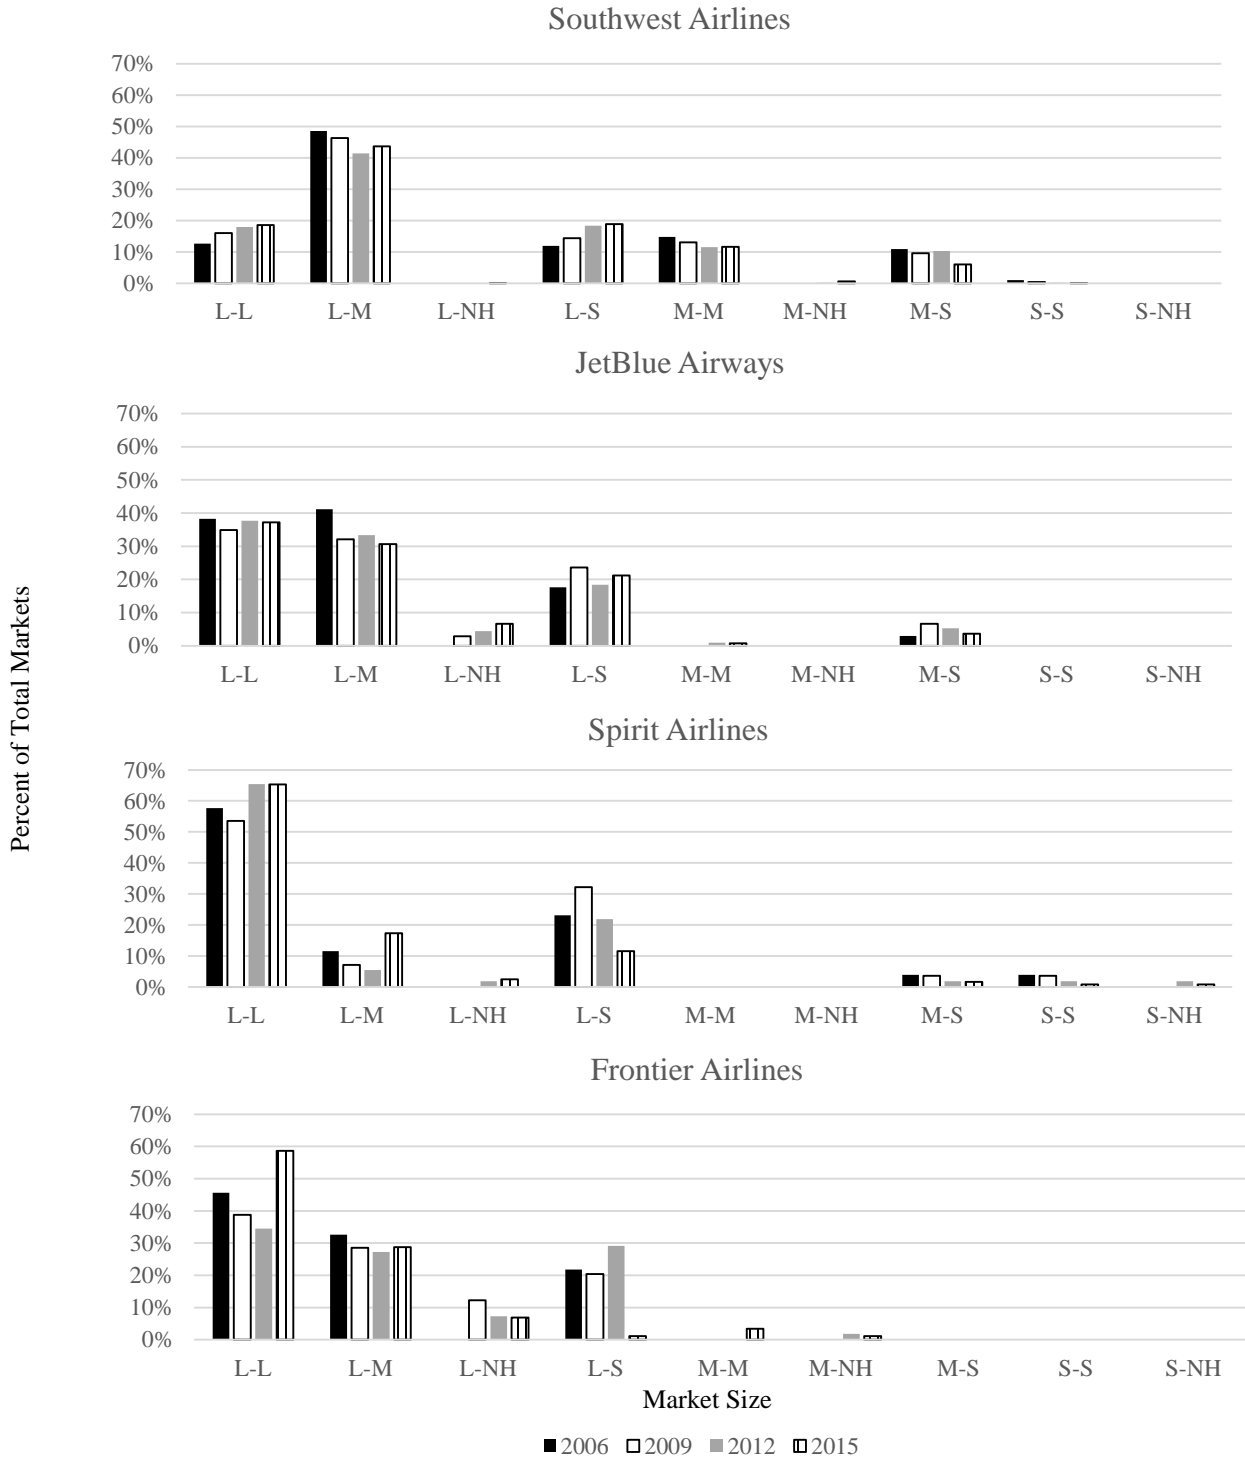 Southwest Airlines
70%
60%
50%
40%
30%
20%
10%
0%
L-L L-M L-NH L-S M-M M-NH M-S S-S S-NH
JetBlue Airways
70%
60%
50%
40%
30%
20%
10%
0%
L-L L-M L-NH L-S M-M M-NH M-S S-S S-NH
Percent of Total Markets
Spirit Airlines
70%
60%
50%
40%
30%
20%
10%
0%
L-L L-M L-NH L-S M-M M-NH M-S S-S S-NH
Frontier Airlines
70%
60%
50%
40%
30%
20%
10%
0%
L-L L-M L-NH L-S M-M M-NH M-S S-S S-NH
Market Size
2006 2009 2012 2015